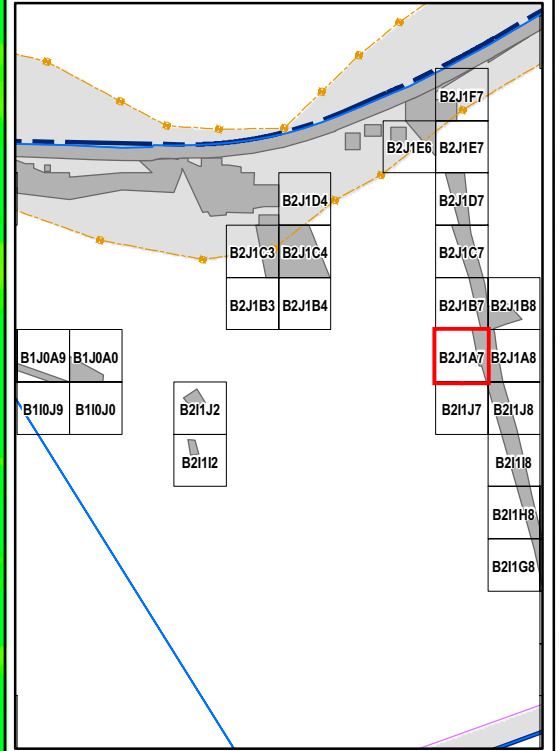 B2J1F7
B2J1E6 B2J1E7
B2J1D4 B2J1D7
B2J1C3 B2J1C4 B2J1C7
B2J1B3 B2J1B4 B2J1B7 B2J1B8
B1J0A9 B1J0A0 B2J1A7 B2J1A8
B1I0J9 B1I0J0 B2I1J2 B2I1J7 B2I1J8
B2I1I2 B2I1I8
B2I1H8
B2I1G8